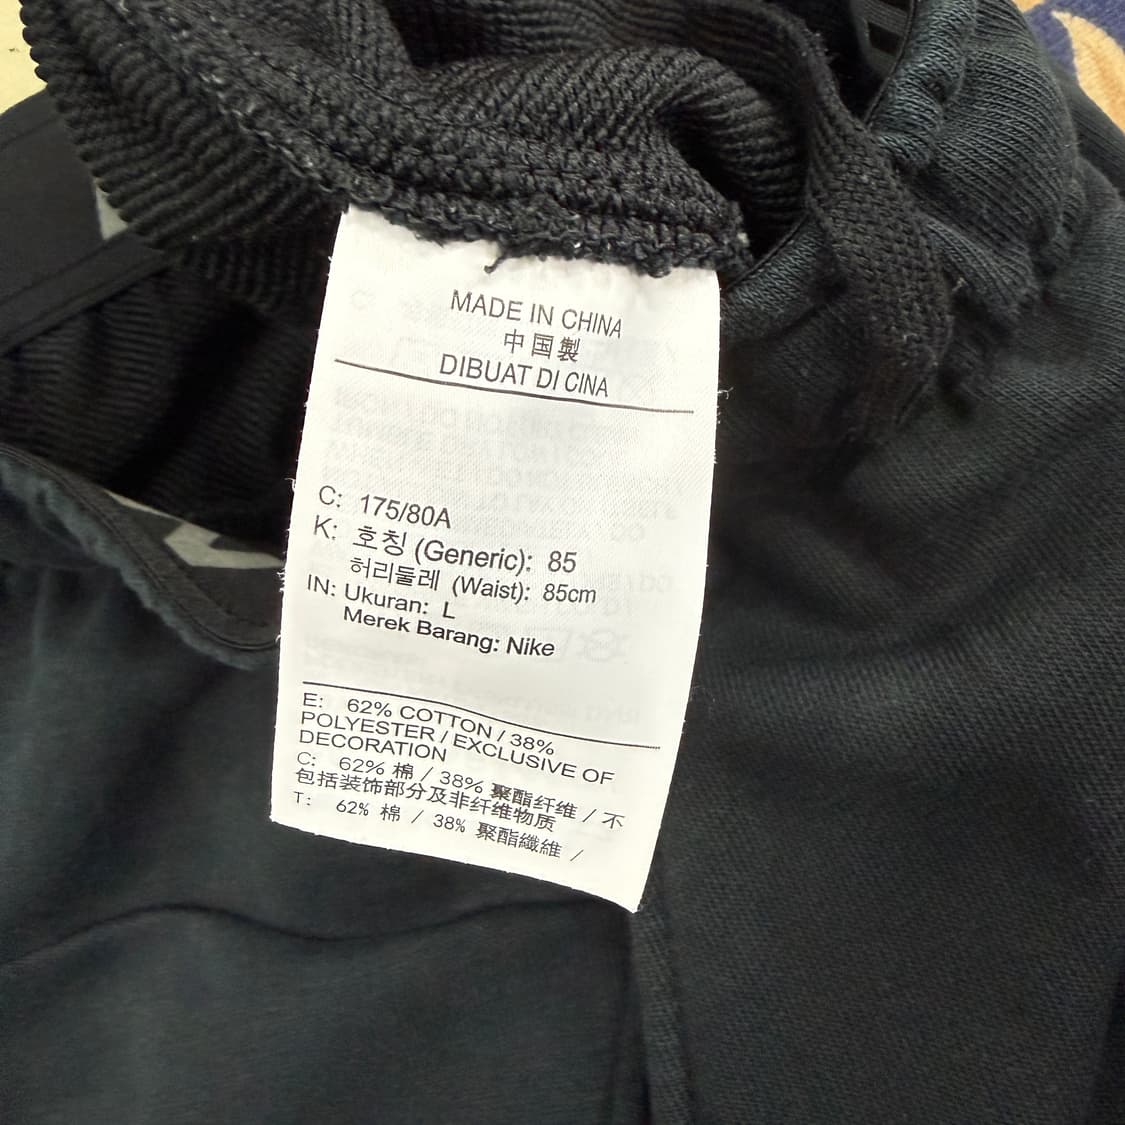 MADE IN CHINA
中国製
DIBUAT DI CINA
C: 175/80A
K: 호칭 (Generic): 85
허리둘레 (Waist): 85cm
IN: Ukuran: L
Merek Barang: Nike
E: 62% COTTON / 38%
POLYESTER / EXCLUSIVE OF
DECORATION
C: 62% 棉 / 38% 聚酯纤维 / 不
包括装饰部分及非纤维物质
T: 62% 棉 / 38% 聚酯纖維 /